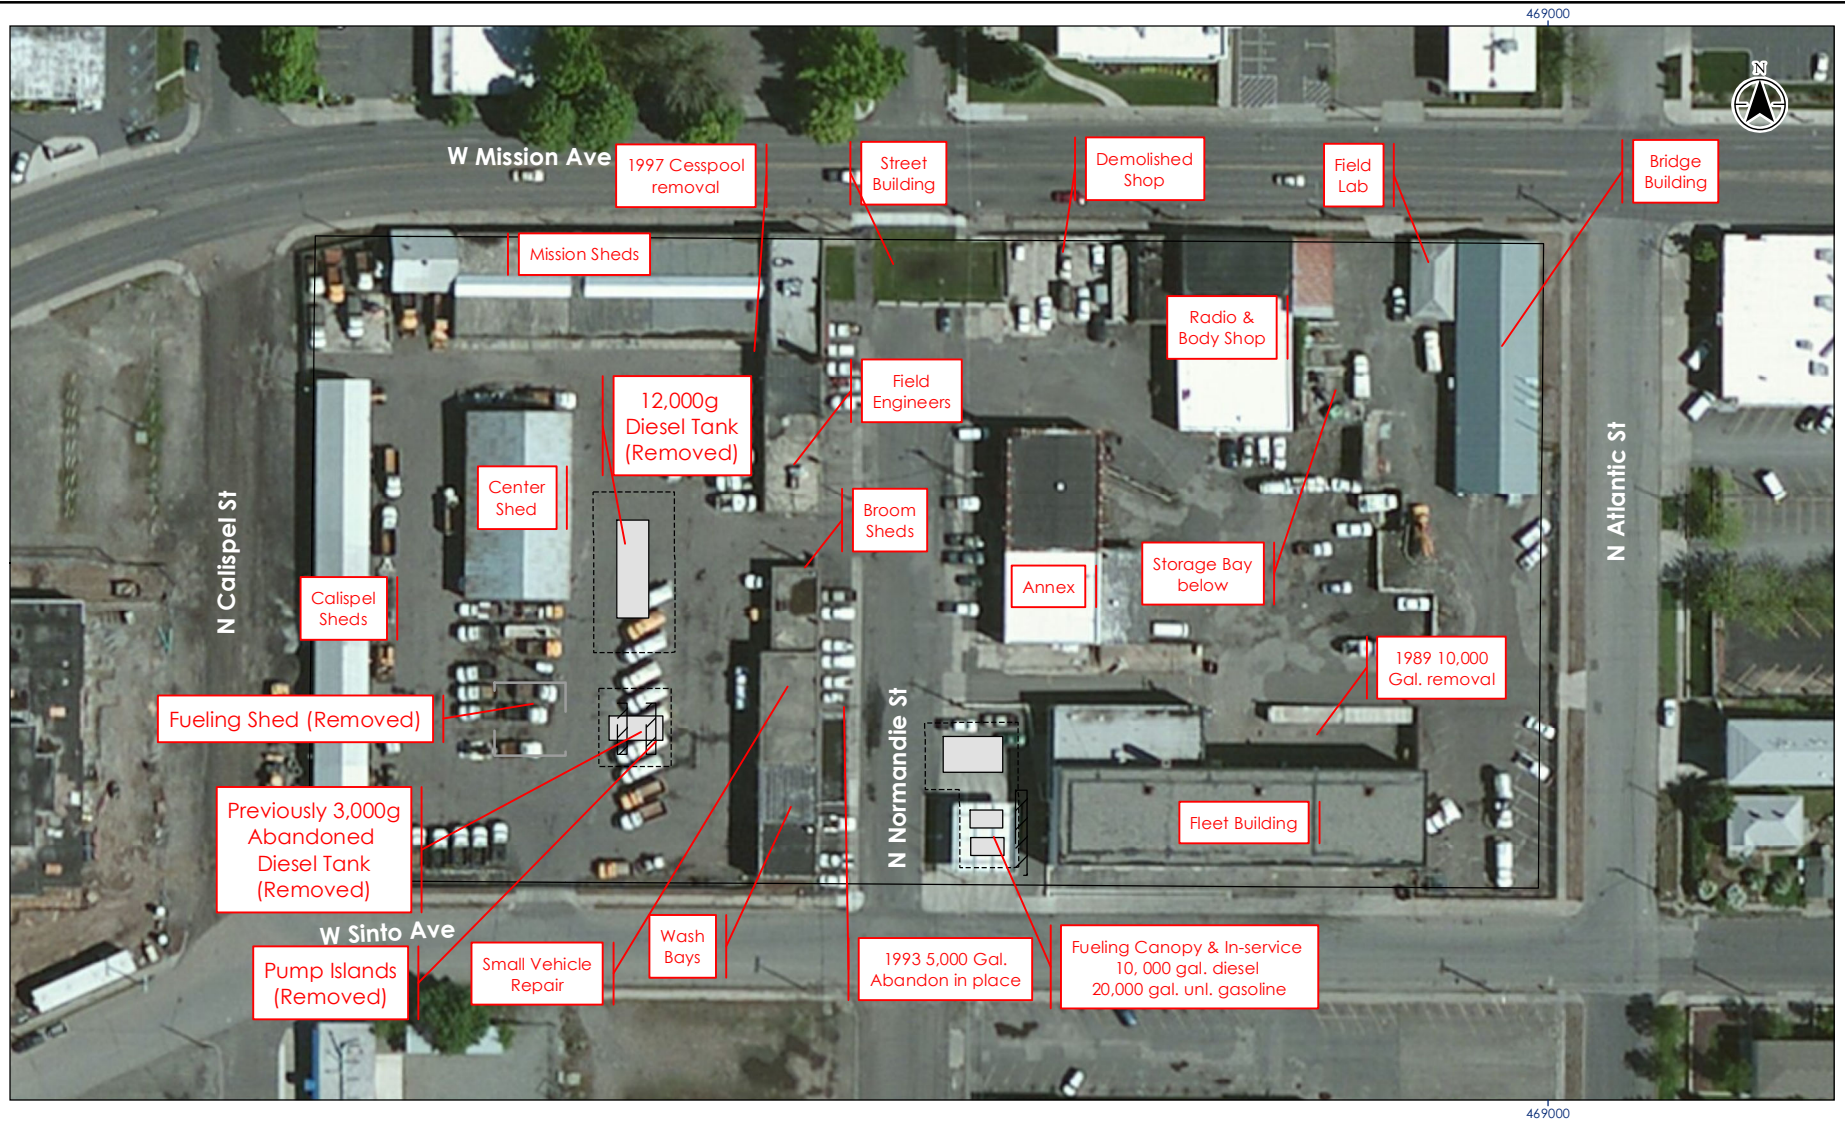 469000
N
W Mission Ave
1997 Cesspool
removal
Street
Building
Demolished
Shop
Field
Lab
Bridge
Building
Mission Sheds
Radio &
Body Shop
12,000g
Diesel Tank
(Removed)
Field
Engineers
Center
Shed
Broom
Sheds
N Calispel St
N Atlantic St
Calispel
Sheds
Annex
Storage Bay
below
1989 10,000
Gal. removal
Fueling Shed (Removed)
N Normandie St
Previously 3,000g
Abandoned
Diesel Tank
(Removed)
Fleet Building
W Sinto Ave
Pump Islands
(Removed)
Small Vehicle
Repair
Wash
Bays
1993 5,000 Gal.
Abandon in place
Fueling Canopy & In-service
10, 000 gal. diesel
20,000 gal. unl. gasoline
469000